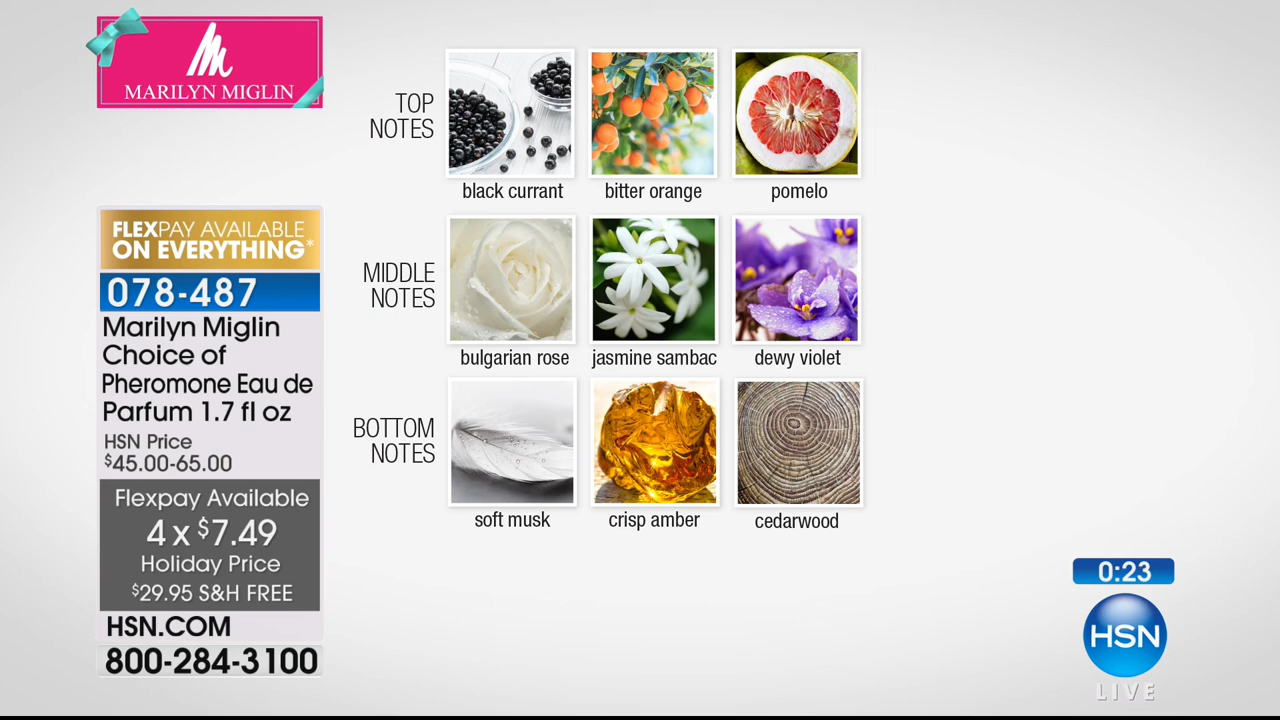 MARILYN MIGLIN
FLEXPAY AVAILABLE
ON EVERYTHING*
078-487
Marilyn Miglin
Choice of
Pheromone Eau de
Parfum 1.7 fl oz
HSN Price
$45.00-65.00
Flexpay Available
4 x $7.49
Holiday Price
$29.95 S&H FREE
HSN.COM
800-284-3100
TOP
NOTES
black currant bitter orange pomelo
MIDDLE
NOTES
bulgarian rose jasmine sambac dewy violet
BOTTOM
NOTES
soft musk crisp amber cedarwood
0:23
HSN
LIVE